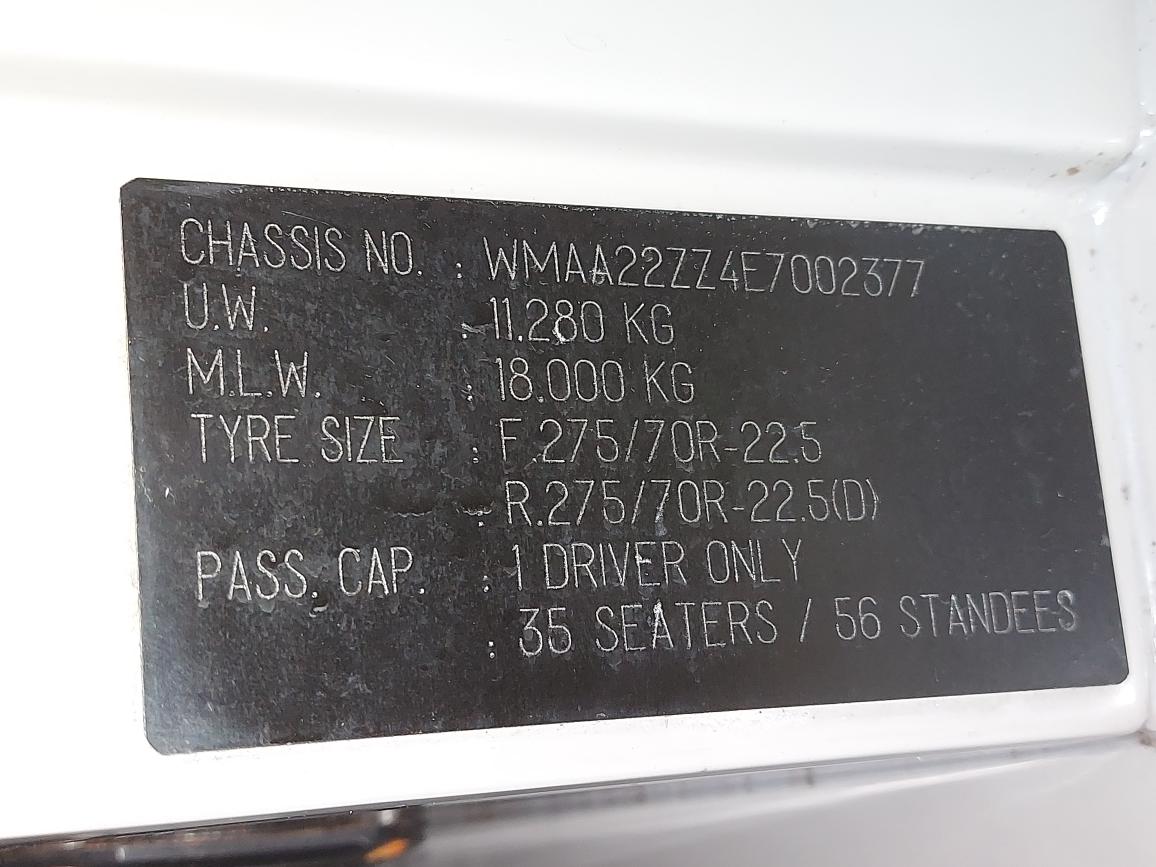 CHASSIS NO. : WMAA22ZZ4E7002377
U.W. : 11.280 KG
M.L.W. : 18.000 KG
TYRE SIZE : F.275/70R-22.5
: R.275/70R-22.5(D)
PASS. CAP. : 1 DRIVER ONLY
: 35 SEATERS / 56 STANDEES